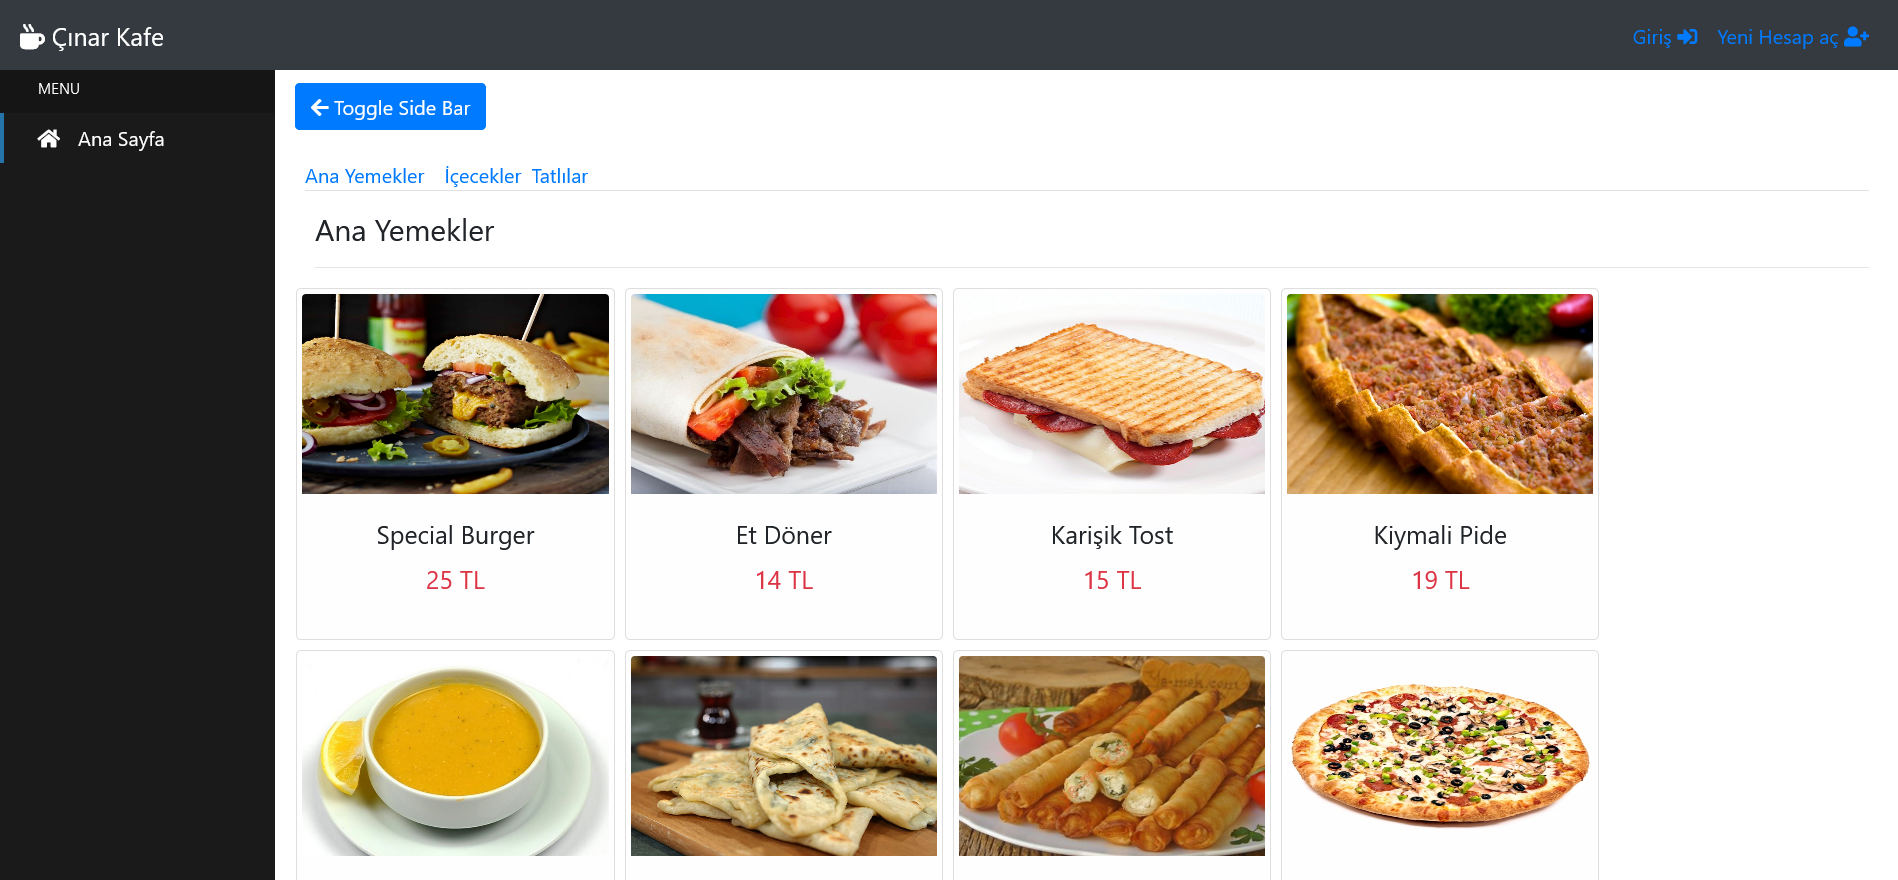 Çınar Kafe
Giriş
Yeni Hesap aç
MENU
Ana Sayfa
Toggle Side Bar
Ana Yemekler
İçecekler
Tatlılar
Ana Yemekler
Special Burger
25 TL
Et Döner
14 TL
Karişik Tost
15 TL
Kiymali Pide
19 TL